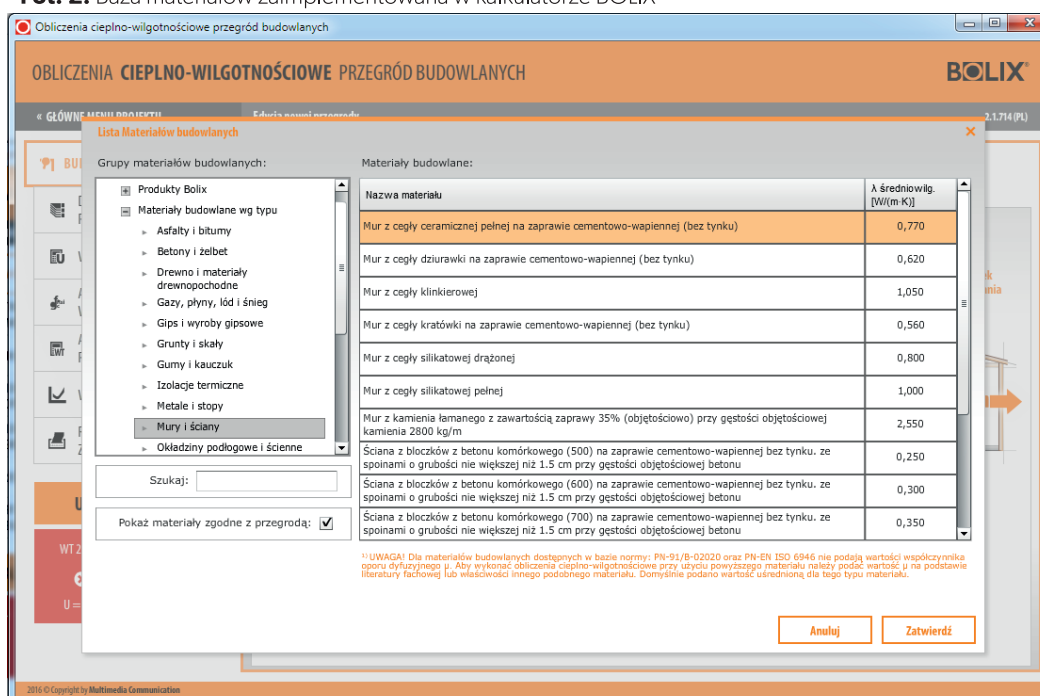 Fot. 2. Baza materiałów zaimplementowana w kalkulatorze BOLIX
Obliczenia cieplno-wilgotnościowe przegród budowlanych
OBLICZENIA CIEPLNO-WILGOTNOŚCIOWE PRZEGRÓD BUDOWLANYCH
BOLIX
« GŁÓWNE MENU PROJEKTU
Edycja nowej przegrody
2.1.714 (PL)
Lista Materiałów budowlanych
Grupy materiałów budowlanych:
Produkty Bolix
Materiały budowlane wg typu
Asfalty i bitumy
Betony i żelbet
Drewno i materiały
drewnopochodne
Gazy, płyny, lód i śnieg
Gips i wyroby gipsowe
Grunty i skały
Gumy i kauczuk
Izolacje termiczne
Metale i stopy
Mury i ściany
Okładziny podłogowe i ścienne
Szukaj:
Pokaż materiały zgodne z przegrodą:
Materiały budowlane:
Nazwa materiału λ średniowilg.
[W/(m·K)]
Mur z cegły ceramicznej pełnej na zaprawie cementowo-wapiennej (bez tynku) 0,770
Mur z cegły dziurawki na zaprawie cementowo-wapiennej (bez tynku) 0,620
Mur z cegły klinkierowej 1,050
Mur z cegły kratówki na zaprawie cementowo-wapiennej (bez tynku) 0,560
Mur z cegły silikatowej drążonej 0,800
Mur z cegły silikatowej pełnej 1,000
Mur z kamienia łamanego z zawartością zaprawy 35% (objętościowo) przy gęstości objętościowej
kamienia 2800 kg/m 2,550
Ściana z bloczków z betonu komórkowego (500) na zaprawie cementowo-wapiennej bez tynku. ze
spoinami o grubości nie większej niż 1.5 cm przy gęstości objętościowej betonu 0,250
Ściana z bloczków z betonu komórkowego (600) na zaprawie cementowo-wapiennej bez tynku. ze
spoinami o grubości nie większej niż 1.5 cm przy gęstości objętościowej betonu 0,300
Ściana z bloczków z betonu komórkowego (700) na zaprawie cementowo-wapiennej bez tynku. ze
spoinami o grubości nie większej niż 1.5 cm przy gęstości objętościowej betonu 0,350
¹⁾ UWAGA! Dla materiałów budowlanych dostępnych w bazie normy: PN-91/B-02020 oraz PN-EN ISO 6946 nie podają wartości współczynnika
oporu dyfuzyjnego μ. Aby wykonać obliczenia cieplno-wilgotnościowe przy użyciu powyższego materiału należy podać wartość μ na podstawie
literatury fachowej lub właściwości innego podobnego materiału. Domyślnie podano wartość uśrednioną dla tego typu materiału.
Anuluj
Zatwierdź
BU
WT 2
U =
2016 © Copyright by Multimedia Communication